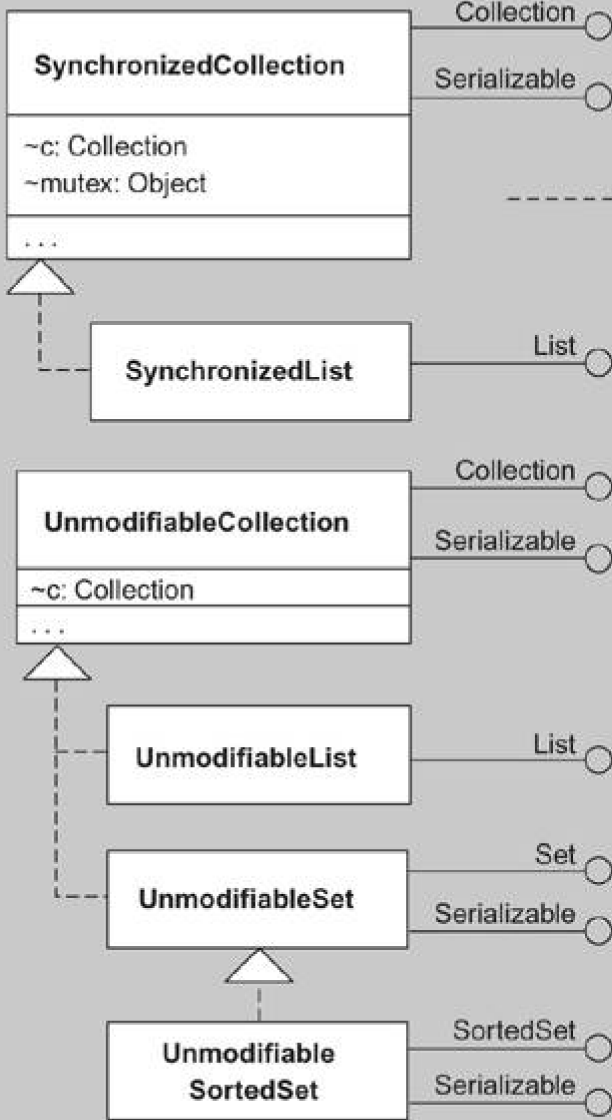 Collection
SynchronizedCollection
Serializable
~c: Collection
~mutex: Object
. . .
SynchronizedList
List
Collection
UnmodifiableCollection
Serializable
~c: Collection
. . .
UnmodifiableList
List
Set
UnmodifiableSet
Serializable
SortedSet
Unmodifiable
SortedSet
Serializable